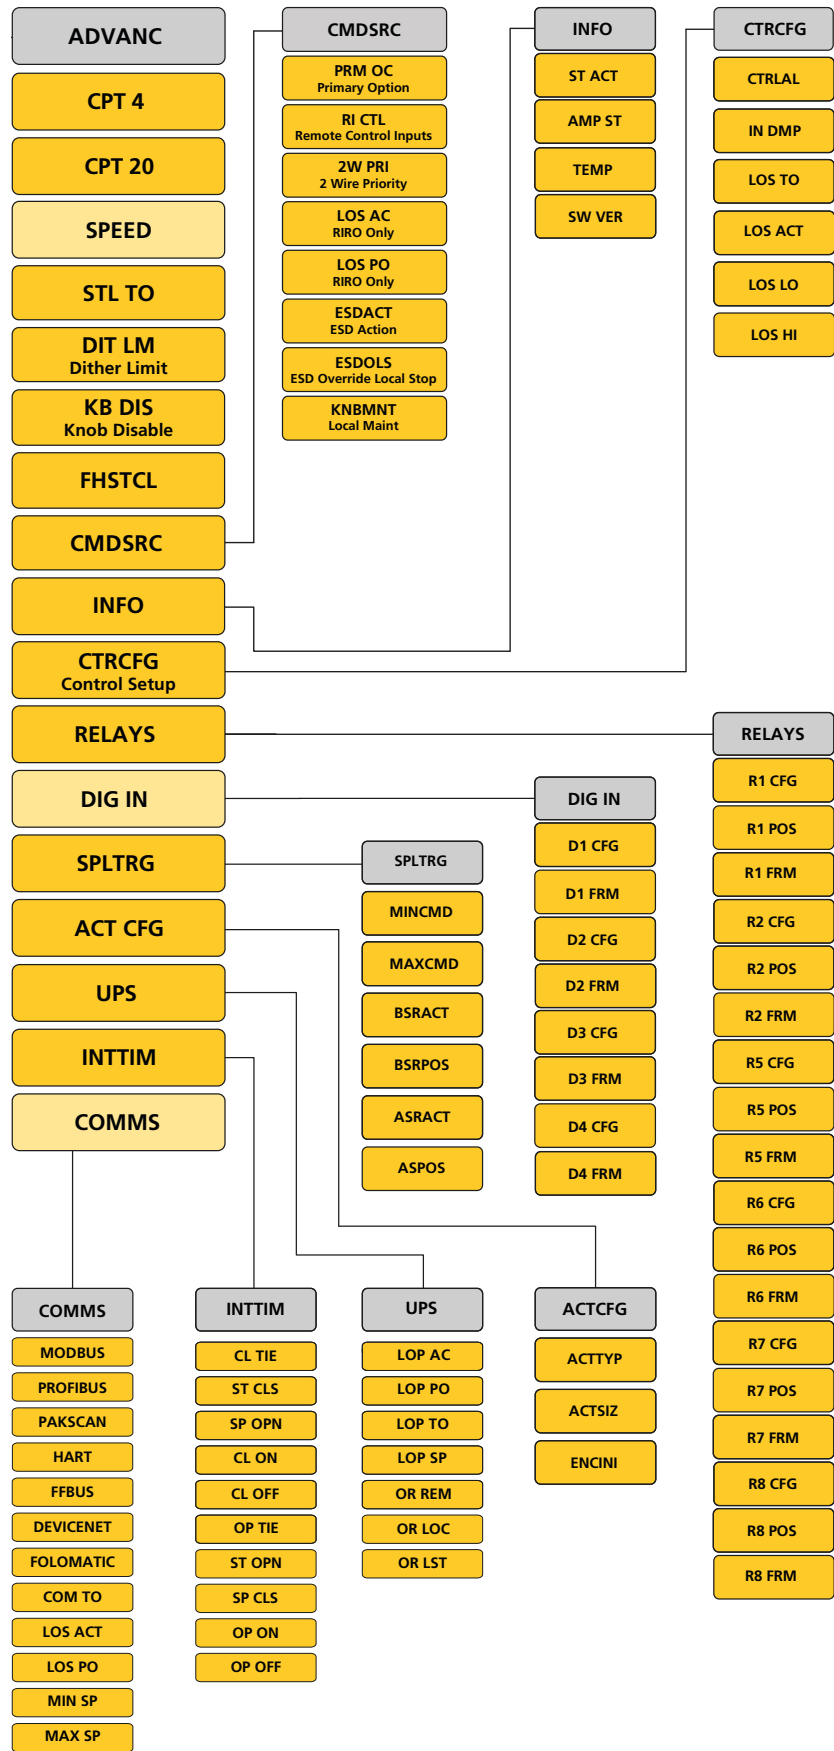 ADVANC
CPT 4
CPT 20
SPEED
STL TO
DIT LM
Dither Limit
KB DIS
Knob Disable
FHSTCL
CMDSRC
INFO
CTRCFG
Control Setup
RELAYS
DIG IN
SPLTRG
ACT CFG
UPS
INTTIM
COMMS
CMDSRC
PRM OC
Primary Option
RI CTL
Remote Control Inputs
2W PRI
2 Wire Priority
LOS AC
RIRO Only
LOS PO
RIRO Only
ESDACT
ESD Action
ESDOLS
ESD Override Local Stop
KNBMNT
Local Maint
INFO
ST ACT
AMP ST
TEMP
SW VER
CTRCFG
CTRLAL
IN DMP
LOS TO
LOS ACT
LOS LO
LOS HI
RELAYS
R1 CFG
R1 POS
R1 FRM
R2 CFG
R2 POS
R2 FRM
R5 CFG
R5 POS
R5 FRM
R6 CFG
R6 POS
R6 FRM
R7 CFG
R7 POS
R7 FRM
R8 CFG
R8 POS
R8 FRM
DIG IN
D1 CFG
D1 FRM
D2 CFG
D2 FRM
D3 CFG
D3 FRM
D4 CFG
D4 FRM
SPLTRG
MINCMD
MAXCMD
BSRACT
BSRPOS
ASRACT
ASPOS
COMMS
MODBUS
PROFIBUS
PAKSCAN
HART
FFBUS
DEVICENET
FOLOMATIC
COM TO
LOS ACT
LOS PO
MIN SP
MAX SP
INTTIM
CL TIE
ST CLS
SP OPN
CL ON
CL OFF
OP TIE
ST OPN
SP CLS
OP ON
OP OFF
UPS
LOP AC
LOP PO
LOP TO
LOP SP
OR REM
OR LOC
OR LST
ACTCFG
ACTTYP
ACTSIZ
ENCINI